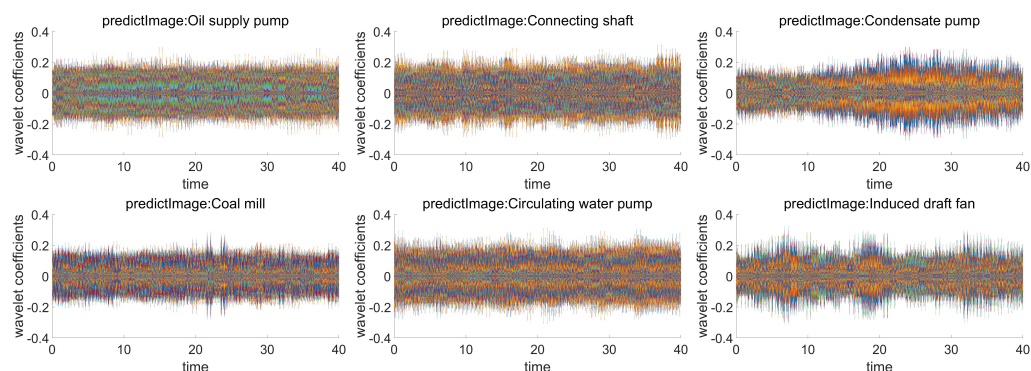 predictImage:Oil supply pump
0.4
0.2
0
-0.2
-0.4
wavelet coefficients
0 10 20 30 40
time
predictImage:Connecting shaft
0.4
0.2
0
-0.2
-0.4
wavelet coefficients
0 10 20 30 40
time
predictImage:Condensate pump
0.4
0.2
0
-0.2
-0.4
wavelet coefficients
0 10 20 30 40
time
predictImage:Coal mill
0.4
0.2
0
-0.2
-0.4
wavelet coefficients
0 10 20 30 40
time
predictImage:Circulating water pump
0.4
0.2
0
-0.2
-0.4
wavelet coefficients
0 10 20 30 40
time
predictImage:Induced draft fan
0.4
0.2
0
-0.2
-0.4
wavelet coefficients
0 10 20 30 40
time